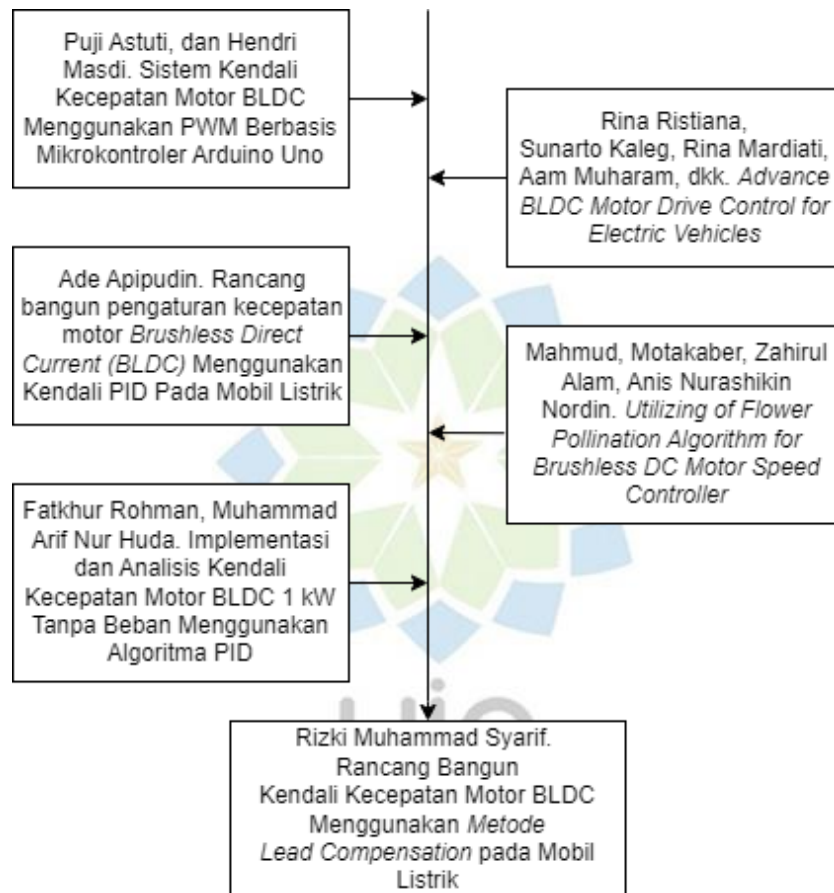 Puji Astuti, dan Hendri
Masdi. Sistem Kendali
Kecepatan Motor BLDC
Menggunakan PWM Berbasis
Mikrokontroler Arduino Uno
Rina Ristiana,
Sunarto Kaleg, Rina Mardiati,
Aam Muharam, dkk. Advance
BLDC Motor Drive Control for
Electric Vehicles
Ade Apipudin. Rancang
bangun pengaturan kecepatan
motor Brushless Direct
Current (BLDC) Menggunakan
Kendali PID Pada Mobil Listrik
Mahmud, Motakaber, Zahirul
Alam, Anis Nurashikin
Nordin. Utilizing of Flower
Pollination Algorithm for
Brushless DC Motor Speed
Controller
Fatkhur Rohman, Muhammad
Arif Nur Huda. Implementasi
dan Analisis Kendali
Kecepatan Motor BLDC 1 kW
Tanpa Beban Menggunakan
Algoritma PID
Rizki Muhammad Syarif.
Rancang Bangun
Kendali Kecepatan Motor BLDC
Menggunakan Metode
Lead Compensation pada Mobil
Listrik